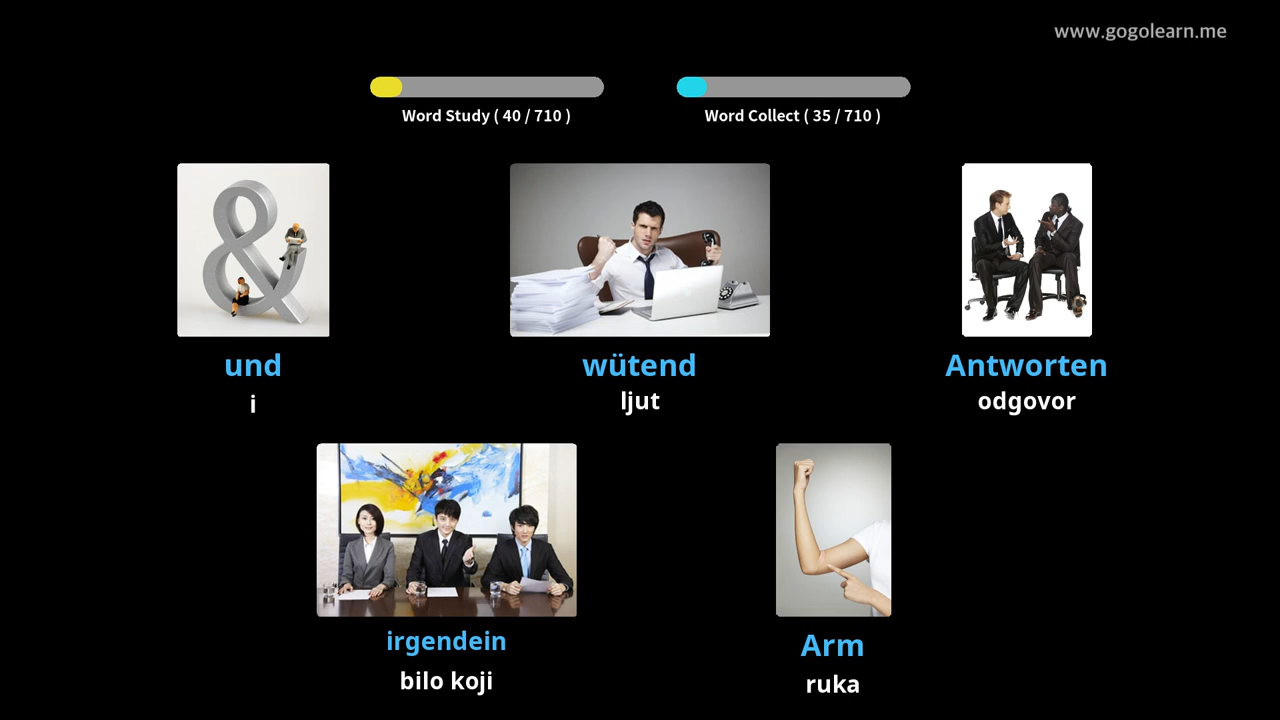 www.gogolearn.me
Word Study ( 40 / 710 )
Word Collect ( 35 / 710 )
und
i
wütend
ljut
Antworten
odgovor
irgendein
bilo koji
Arm
ruka